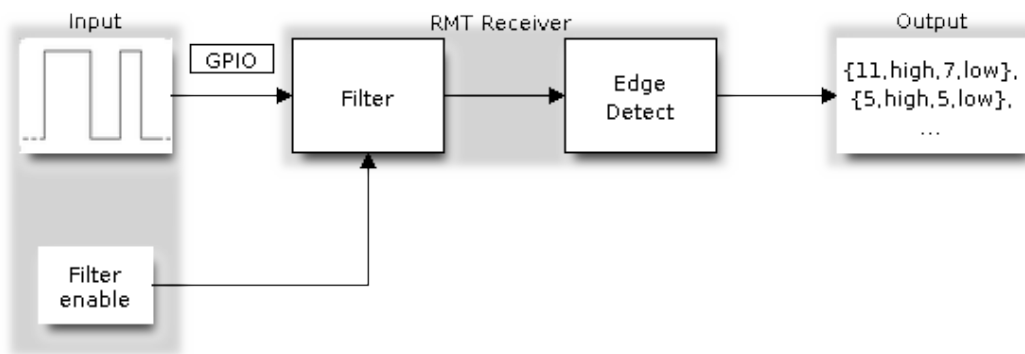 Input
RMT Receiver
Output
GPIO
Filter
Edge
Detect
{11,high,7,low},
{5,high,5,low},
...
Filter
enable